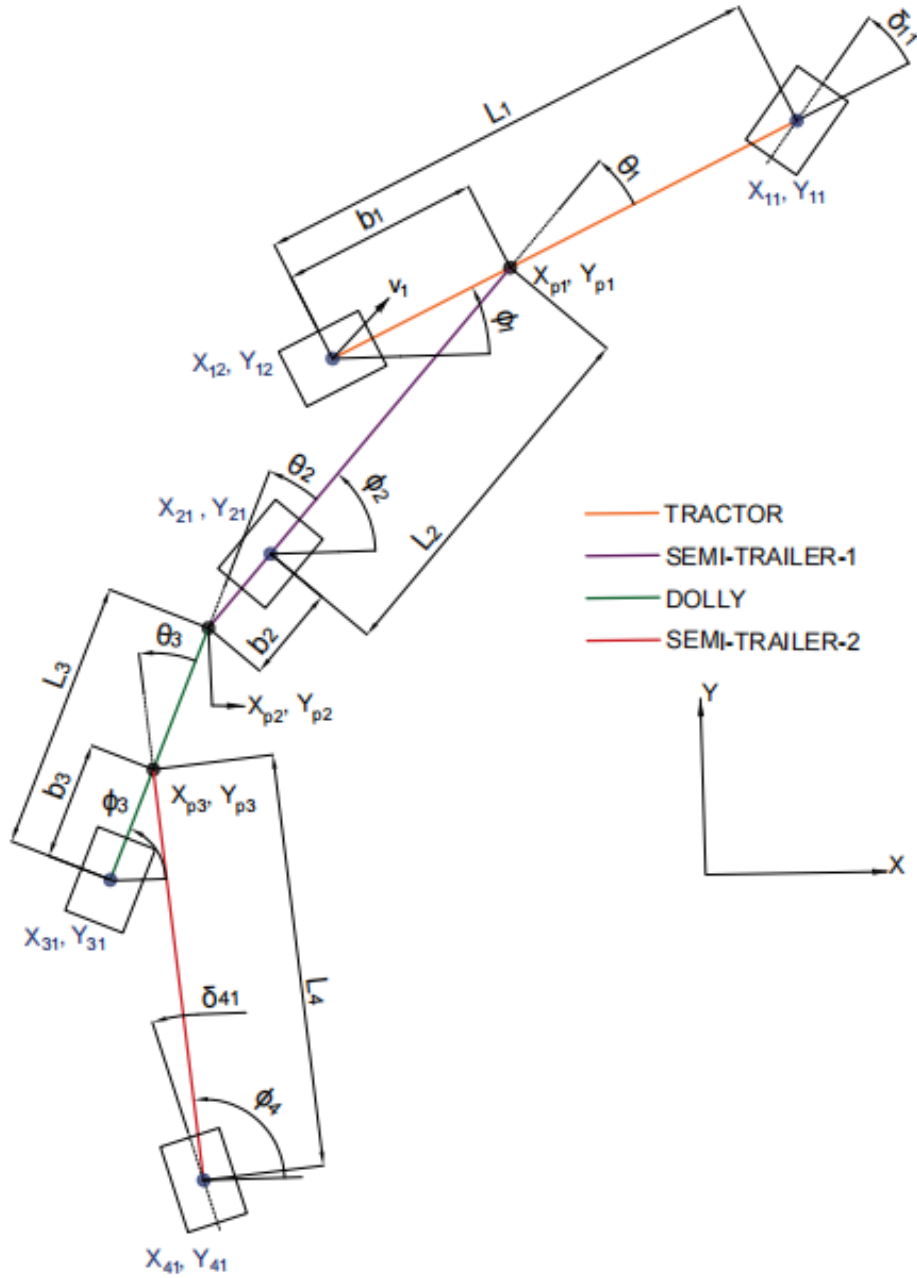 δ11
L1
θ1
X11, Y11
b1
Xp1, Yp1
v1
ϕ1
X12, Y12
θ2
ϕ2
X21 , Y21
L2
TRACTOR
SEMI-TRAILER-1
DOLLY
SEMI-TRAILER-2
b2
θ3
L3
Xp2, Yp2
Y
b3
Xp3, Yp3
ϕ3
X
X31, Y31
L4
δ41
ϕ4
X41, Y41